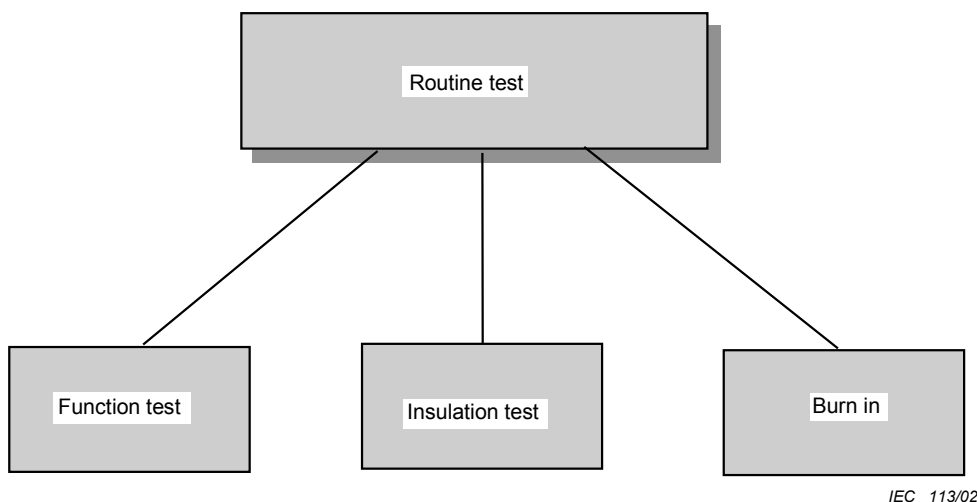 Routine test
Function test
Insulation test
Burn in
IEC 113/02